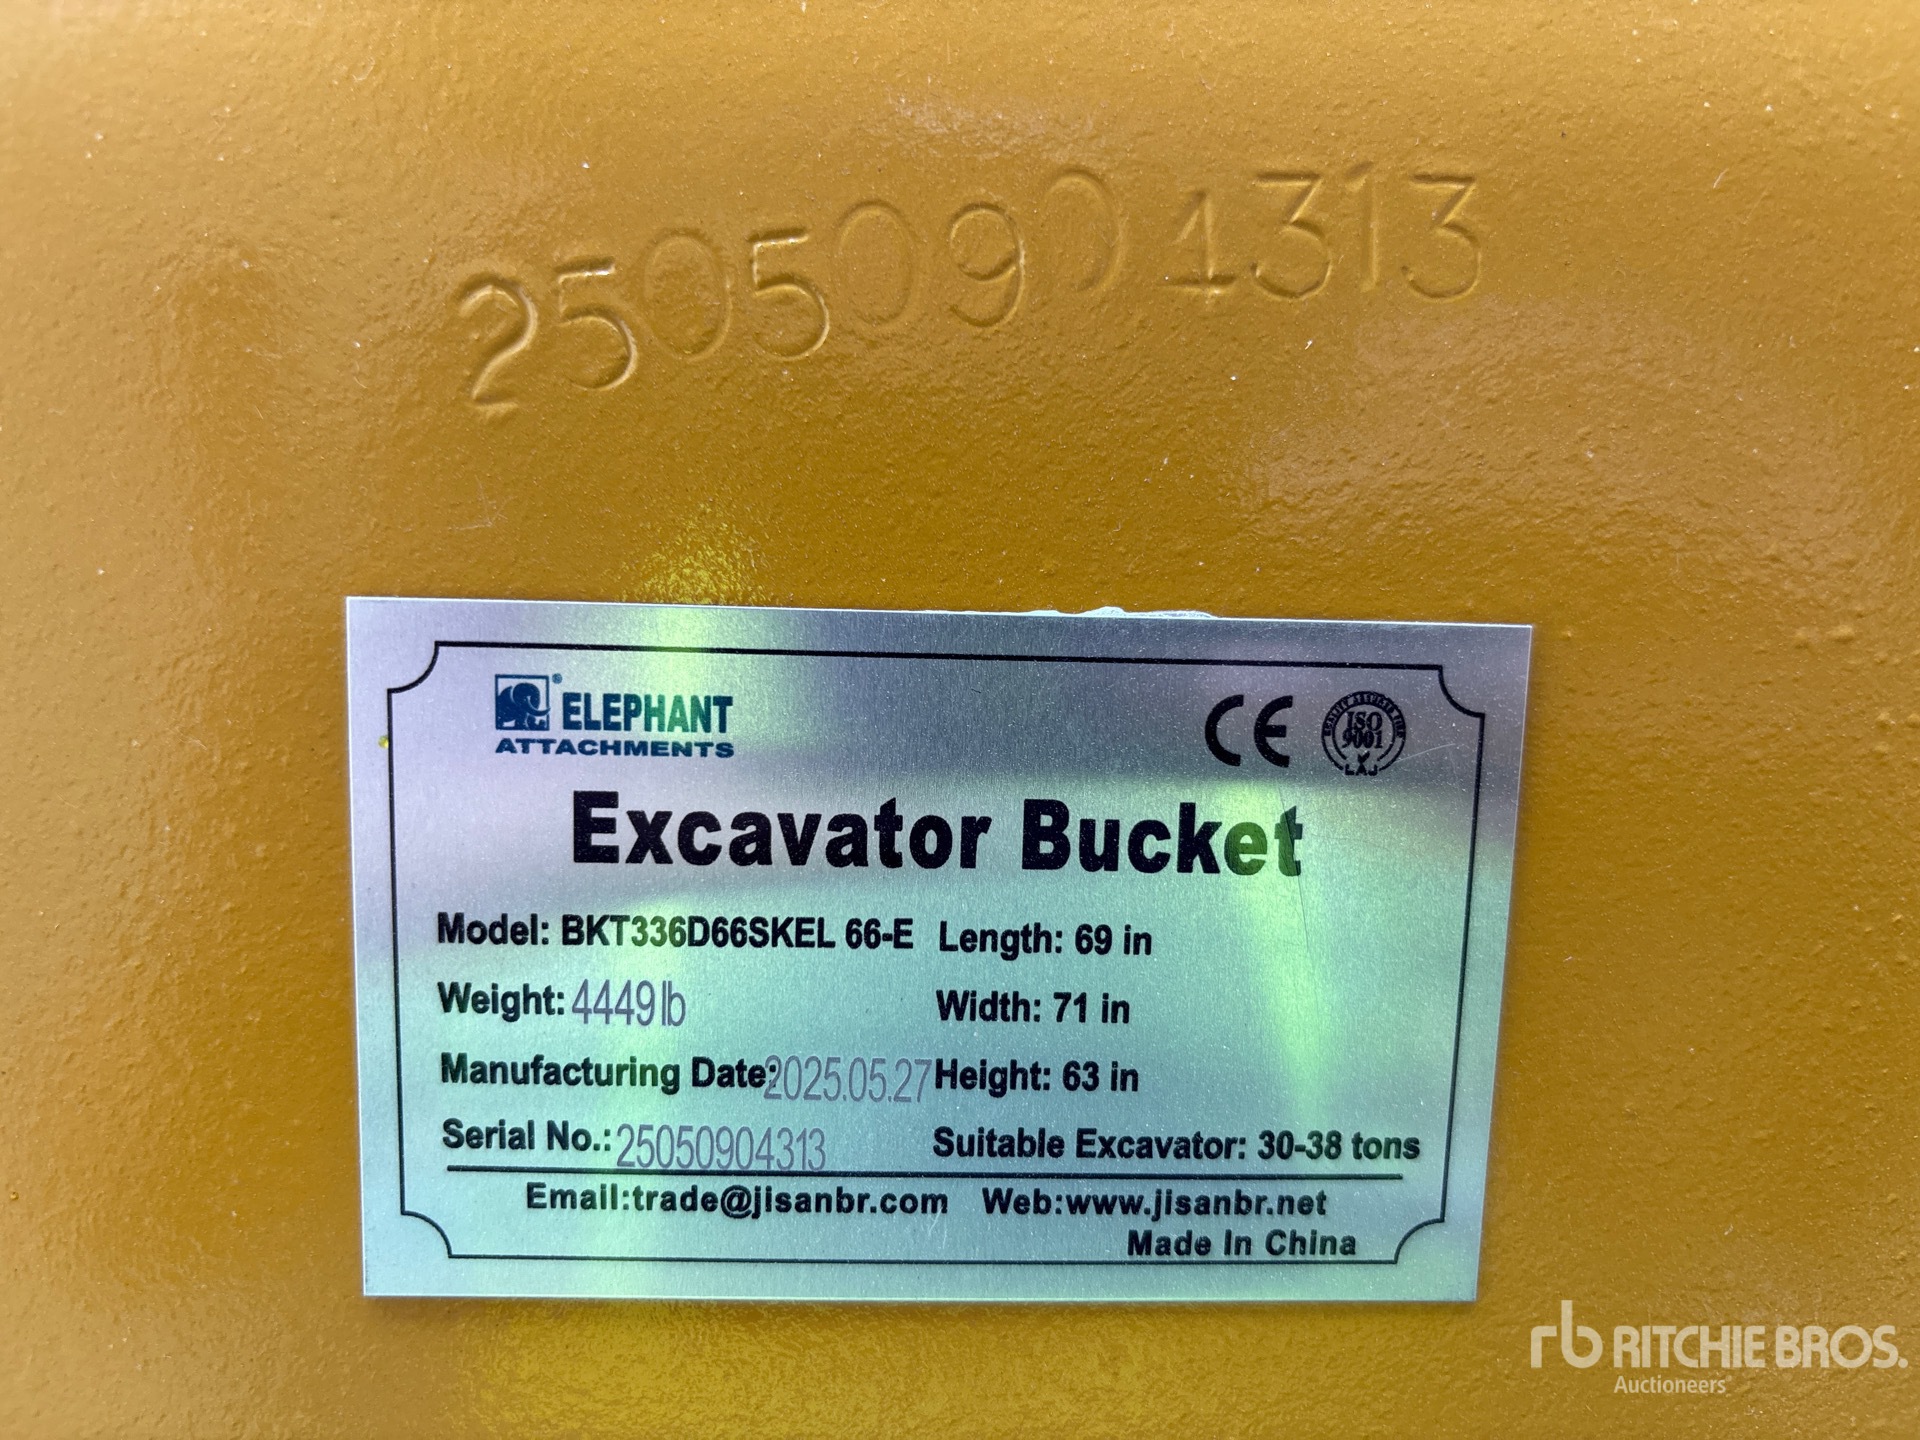 25050904313
ELEPHANT
ATTACHMENTS
CE
ISO
9001
Excavator Bucket
Model: BKT336D66SKEL 66-E Length: 69 in
Weight: 4449lb Width: 71 in
Manufacturing Date: 2025.05.27 Height: 63 in
Serial No.: 25050904313 Suitable Excavator: 30-38 tons
Email:trade@jisanbr.com Web:www.jisanbr.net
Made In China
rb RITCHIE BROS.
Auctioneers